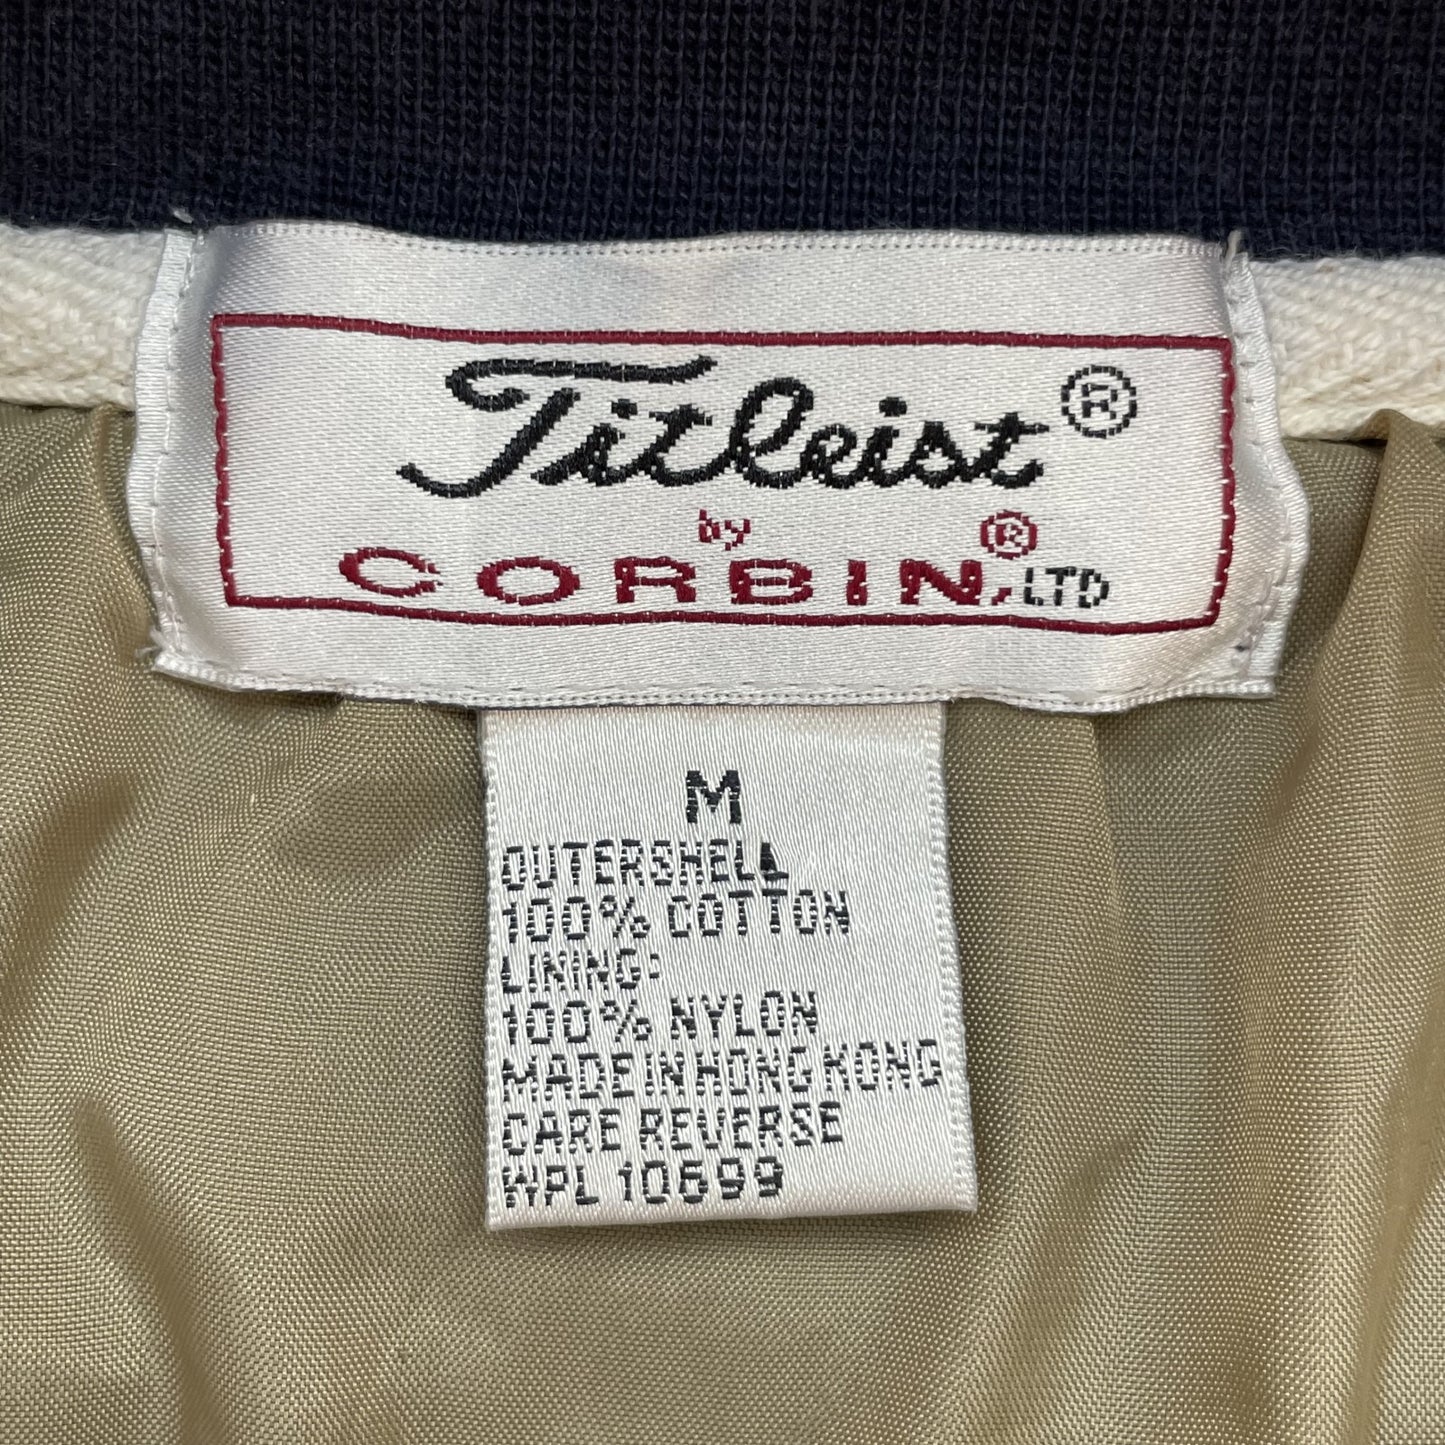 Titleist®
by
CORBIN,® LTD
M
OUTERSHELL
100% COTTON
LINING:
100% NYLON
MADE IN HONG KONG
CARE REVERSE
WPL 10699